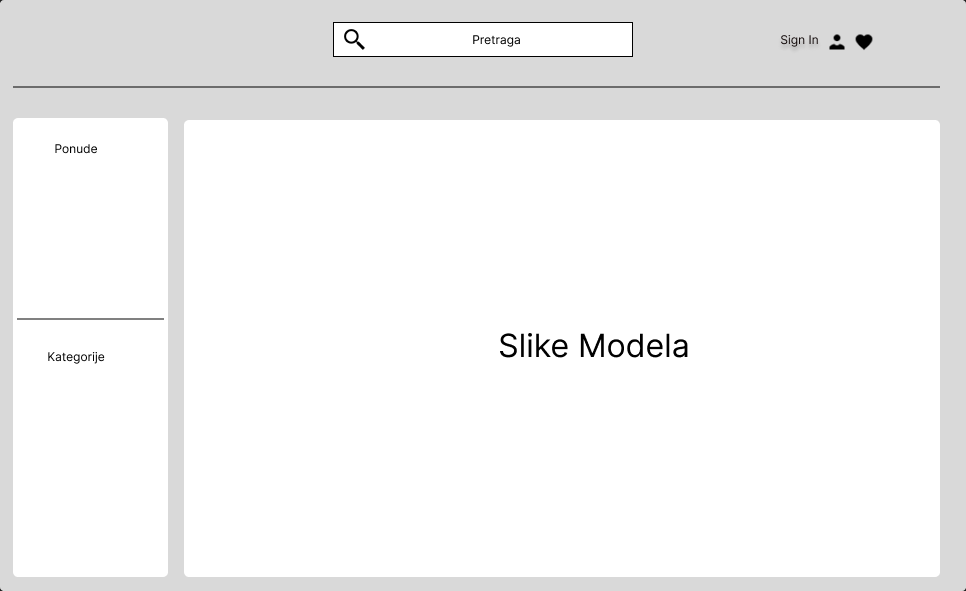 Pretraga
Sign In
Ponude
Kategorije
Slike Modela